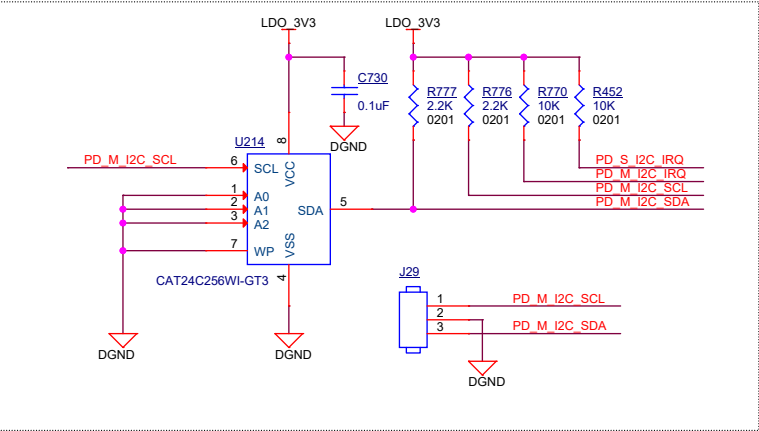 LDO_3V3
LDO_3V3
C730
0.1uF
DGND
R777
2.2K
0201
R776
2.2K
0201
R770
10K
0201
R452
10K
0201
U214
8
VCC
PD_M_I2C_SCL
6
SCL
1
A0
2
A1
3
A2
7
WP
VSS
4
SDA
5
CAT24C256WI-GT3
PD_S_I2C_IRQ
PD_M_I2C_IRQ
PD_M_I2C_SCL
PD_M_I2C_SDA
J29
1
PD_M_I2C_SCL
2
3
PD_M_I2C_SDA
DGND
DGND
DGND